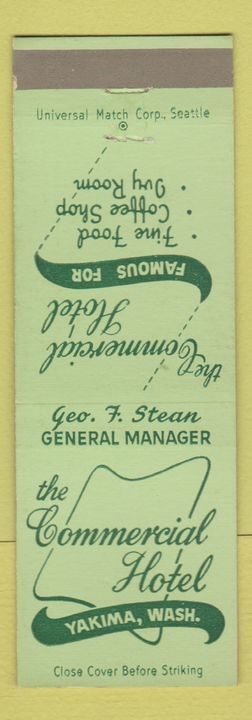 Universal Match Corp., Seattle
the Commercial
Hotel
FAMOUS FOR
• Fine Food
• Coffee Shop
• Ivy Room
Geo. F. Stean
GENERAL MANAGER
the
Commercial
Hotel
YAKIMA, WASH.
Close Cover Before Striking